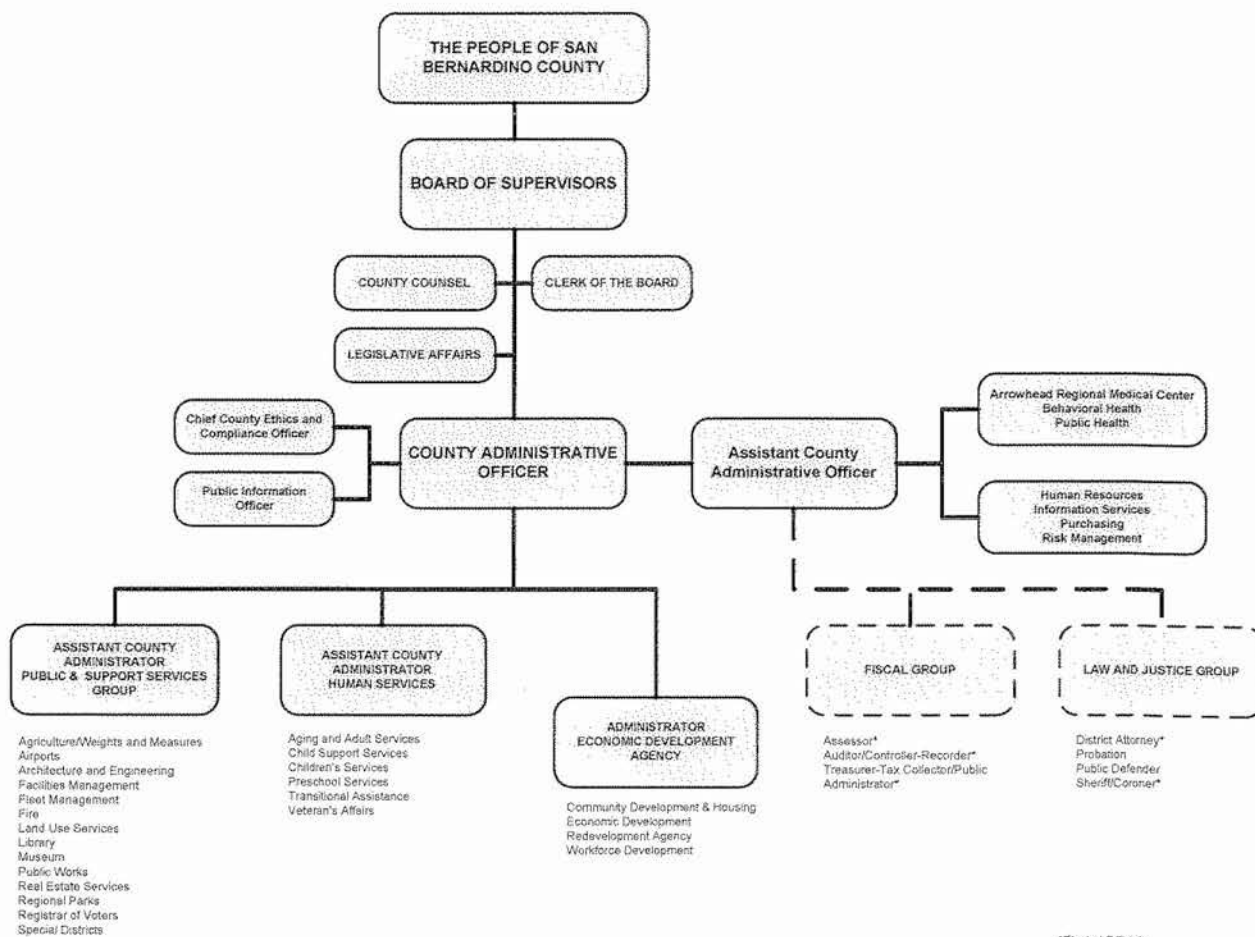 THE PEOPLE OF SAN
BERNARDINO COUNTY
BOARD OF SUPERVISORS
COUNTY COUNSEL
CLERK OF THE BOARD
LEGISLATIVE AFFAIRS
Chief County Ethics and
Compliance Officer
Public Information
Officer
COUNTY ADMINISTRATIVE
OFFICER
Assistant County
Administrative Officer
Arrowhead Regional Medical Center
Behavioral Health
Public Health
Human Resources
Information Services
Purchasing
Risk Management
ASSISTANT COUNTY
ADMINISTRATOR
PUBLIC & SUPPORT SERVICES
GROUP
Agriculture/Weights and Measures
Airports
Architecture and Engineering
Facilities Management
Fleet Management
Fire
Land Use Services
Library
Museum
Public Works
Real Estate Services
Regional Parks
Registrar of Voters
Special Districts
ASSISTANT COUNTY
ADMINISTRATOR
HUMAN SERVICES
Aging and Adult Services
Child Support Services
Children's Services
Preschool Services
Transitional Assistance
Veteran's Affairs
ADMINISTRATOR
ECONOMIC DEVELOPMENT
AGENCY
Community Development & Housing
Economic Development
Redevelopment Agency
Workforce Development
FISCAL GROUP
Assessor*
Auditor/Controller-Recorder*
Treasurer-Tax Collector/Public
Administrator*
LAW AND JUSTICE GROUP
District Attorney*
Probation
Public Defender
Sheriff/Coroner*